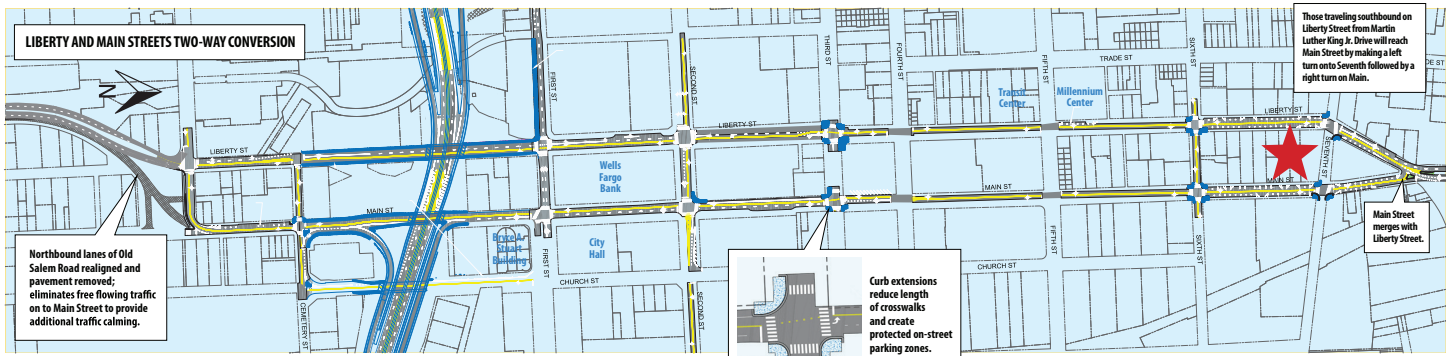 LIBERTY AND MAIN STREETS TWO-WAY CONVERSION
Those traveling southbound on
Liberty Street from Martin
Luther King Jr. Drive will reach
Main Street by making a left
turn onto Seventh followed by a
right turn on Main.
N
FIRST ST
SECOND ST
THIRD ST
FOURTH ST
FIFTH ST
SIXTH ST
TRADE ST
DE ST
Transit
Center
Millennium
Center
LIBERTY ST
LIBERTY ST
LIBERTY ST
SEVENTH ST
Wells
Fargo
Bank
MAIN ST
MAIN ST
MAIN ST
Main Street
merges with
Liberty Street.
Northbound lanes of Old
Salem Road realigned and
pavement removed;
eliminates free flowing traffic
on to Main Street to provide
additional traffic calming.
Bryce A.
Stuart
Building
City
Hall
FIRST ST
CHURCH ST
CHURCH ST
FIFTH ST
SIXTH ST
CEMETERY ST
SECOND ST
Curb extensions
reduce length
of crosswalks
and create
protected on-street
parking zones.